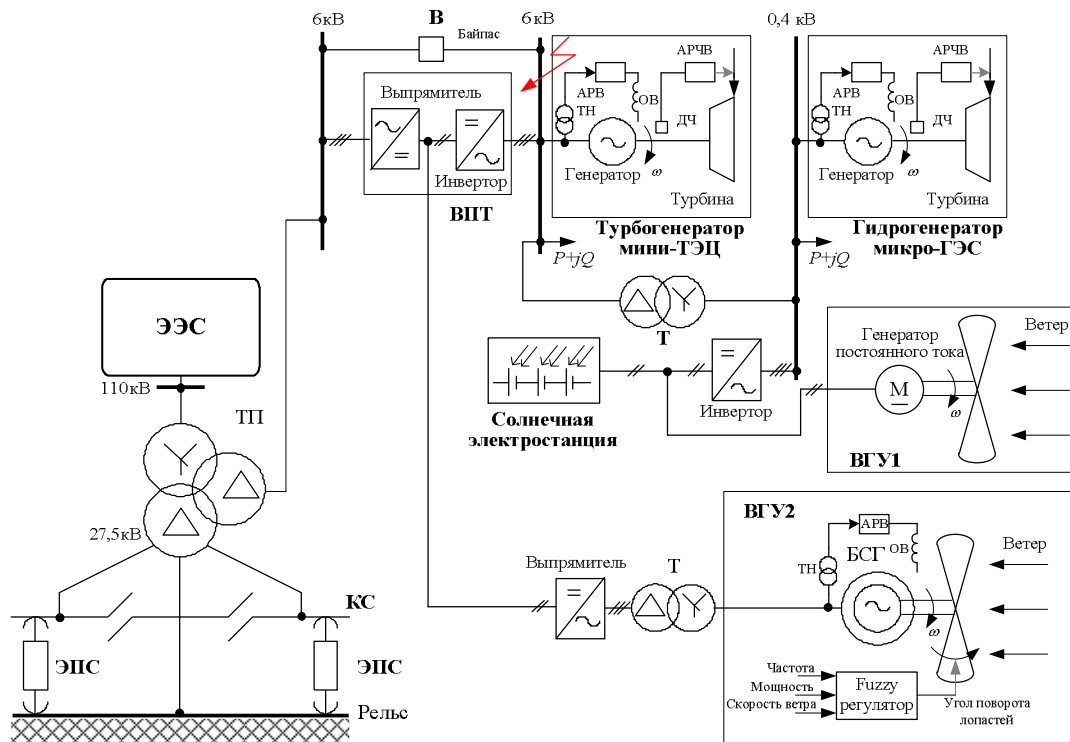 6кВ
В
Байпас
6кВ
0,4 кВ
Выпрямитель
Инвертор
ВПТ
АРВ
ТН
ОВ
АРЧВ
ДЧ
Генератор
ω
Турбина
Турбогенератор
мини-ТЭЦ
P+jQ
АРВ
ТН
ОВ
АРЧВ
ДЧ
Генератор
ω
Турбина
Гидрогенератор
микро-ГЭС
P+jQ
Т
ЭЭС
110кВ
ТП
27,5кВ
КС
ЭПС
ЭПС
Рельс
Солнечная
электростанция
Инвертор
Генератор
постоянного тока
М
ω
Ветер
ВГУ1
ВГУ2
Выпрямитель
Т
ТН
АРВ
ОВ
БСГ
ω
Ветер
Частота
Мощность
Скорость ветра
Fuzzy
регулятор
Угол поворота
лопастей